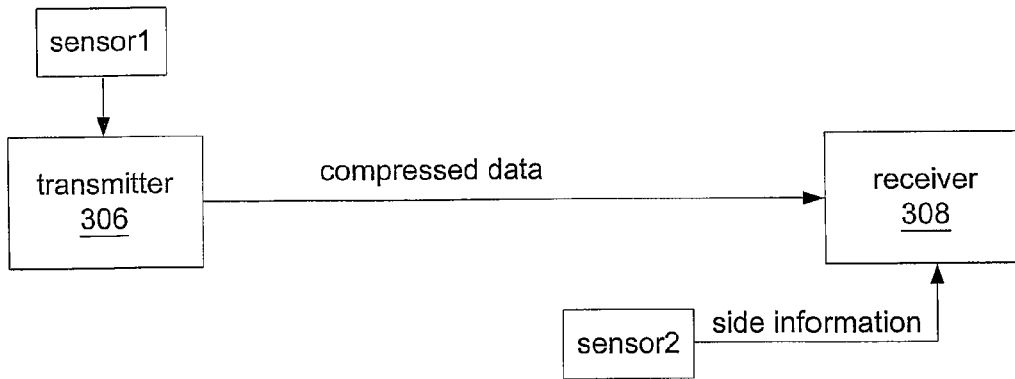 sensor1
transmitter
306
compressed data
receiver
308
sensor2
side information